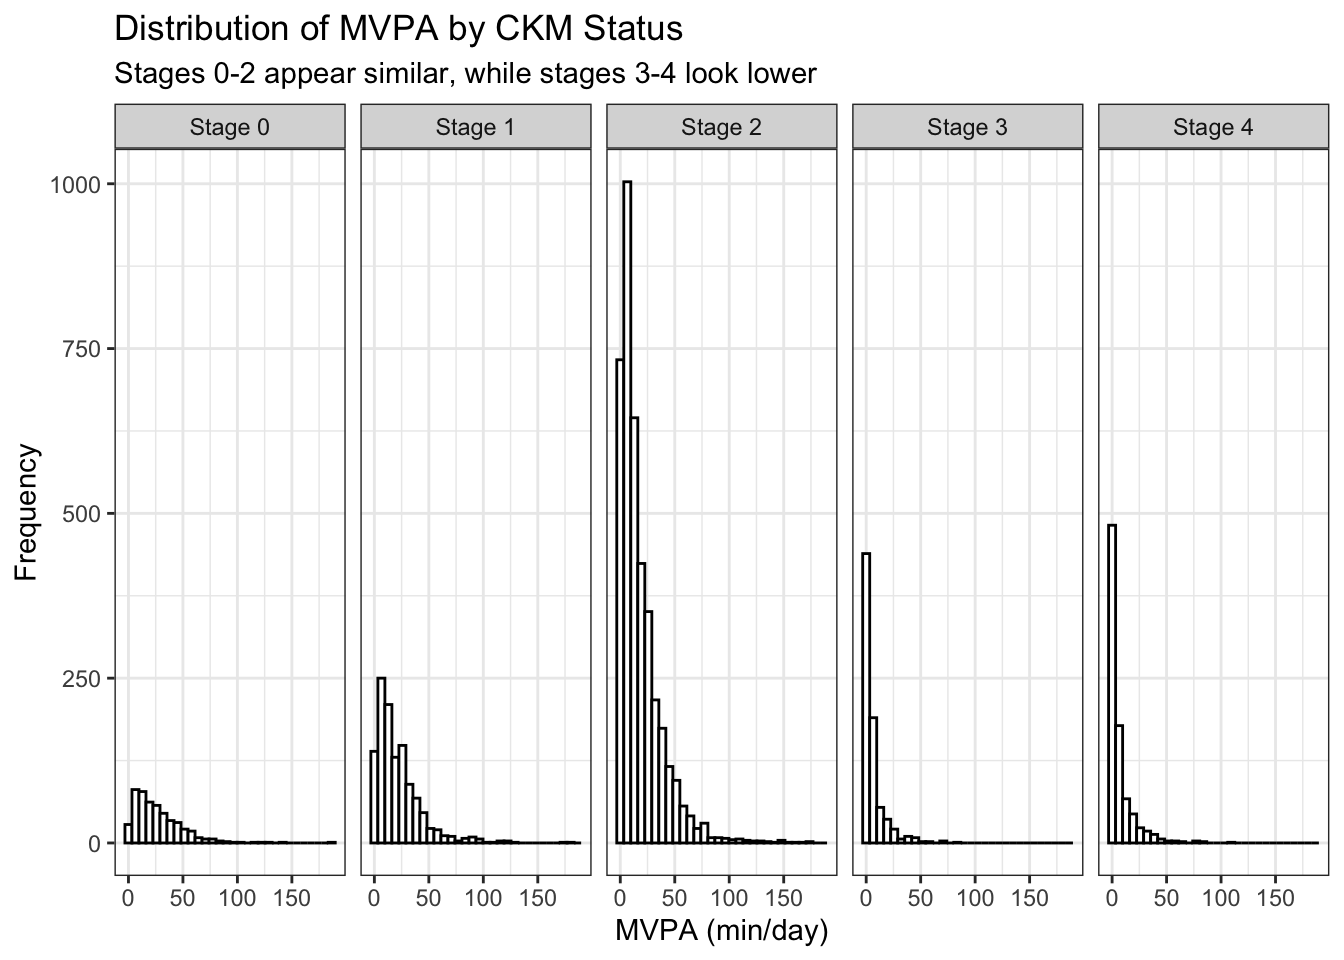 Distribution of MVPA by CKM Status
Stages 0-2 appear similar, while stages 3-4 look lower
Stage 0 Stage 1 Stage 2 Stage 3 Stage 4
1000
750
500
250
0
Frequency
0 50 100 150 0 50 100 150 0 50 100 150 0 50 100 150 0 50 100 150
MVPA (min/day)